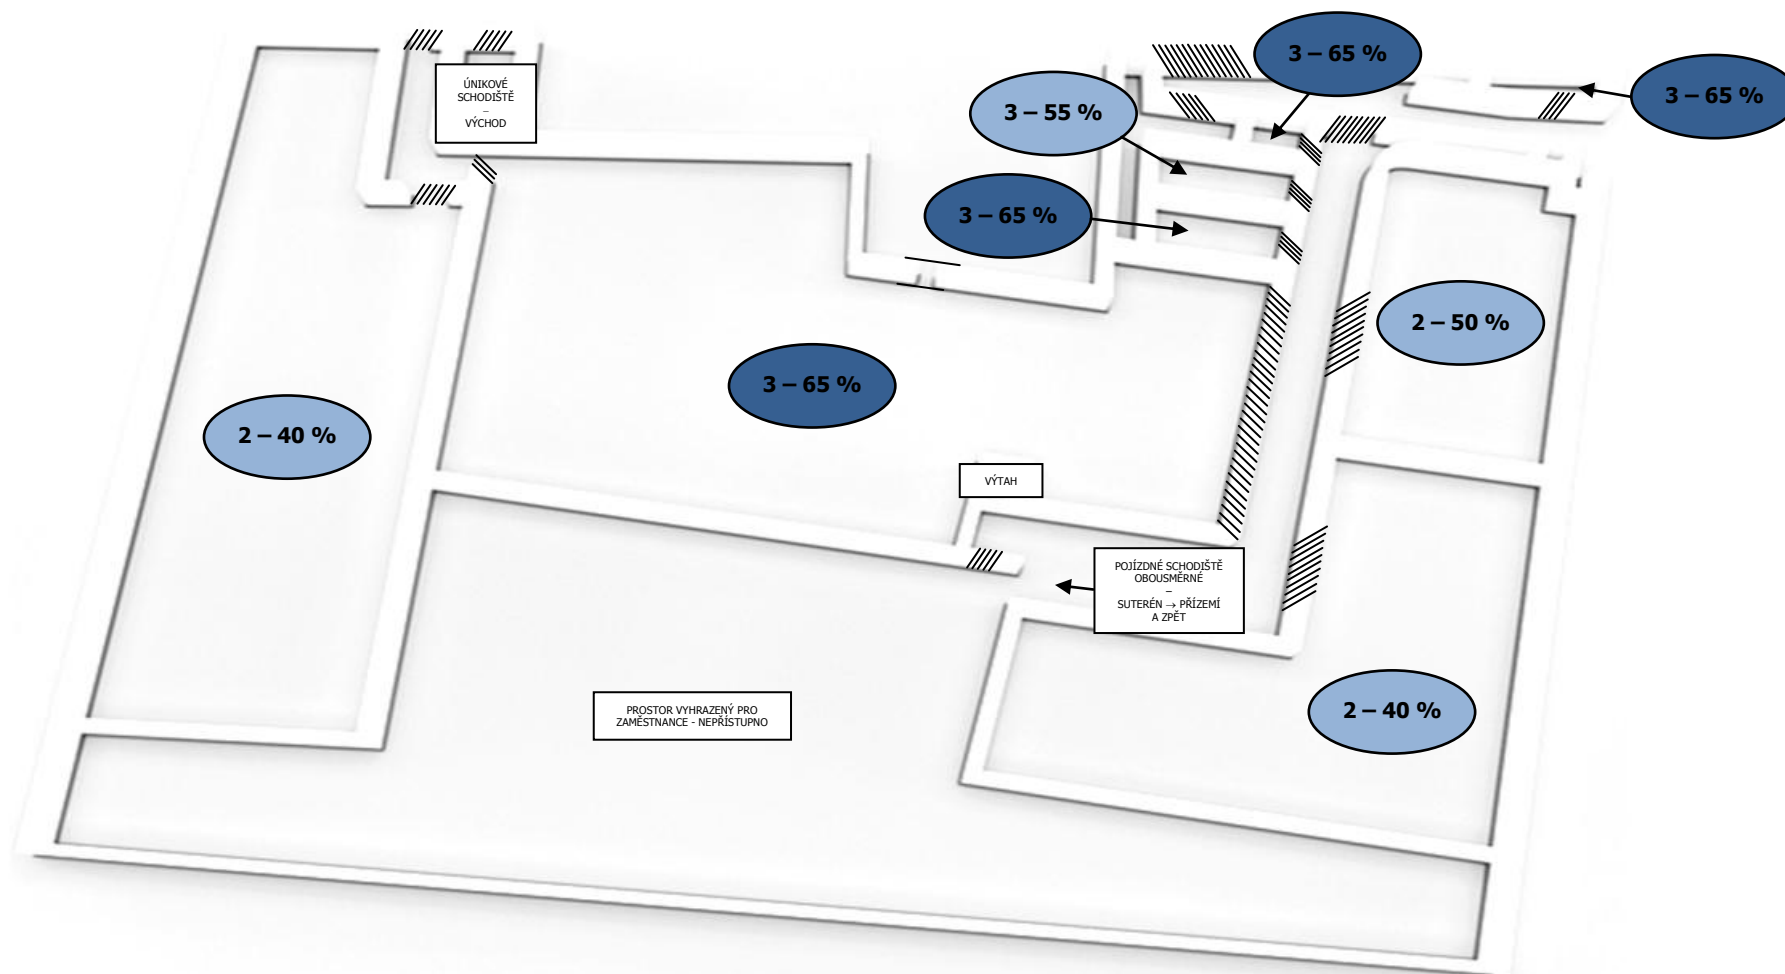 3 – 65 %
3 – 65 %
ÚNIKOVÉ
SCHODIŠTĚ
–
VÝCHOD
3 – 55 %
3 – 65 %
2 – 50 %
3 – 65 %
2 – 40 %
VÝTAH
POJÍZDNÉ SCHODIŠTĚ
OBOUSMĚRNÉ
–
SUTERÉN → PŘÍZEMÍ
A ZPĚT
PROSTOR VYHRAZENÝ PRO
ZAMĚSTNANCE - NEPŘÍSTUPNO
2 – 40 %